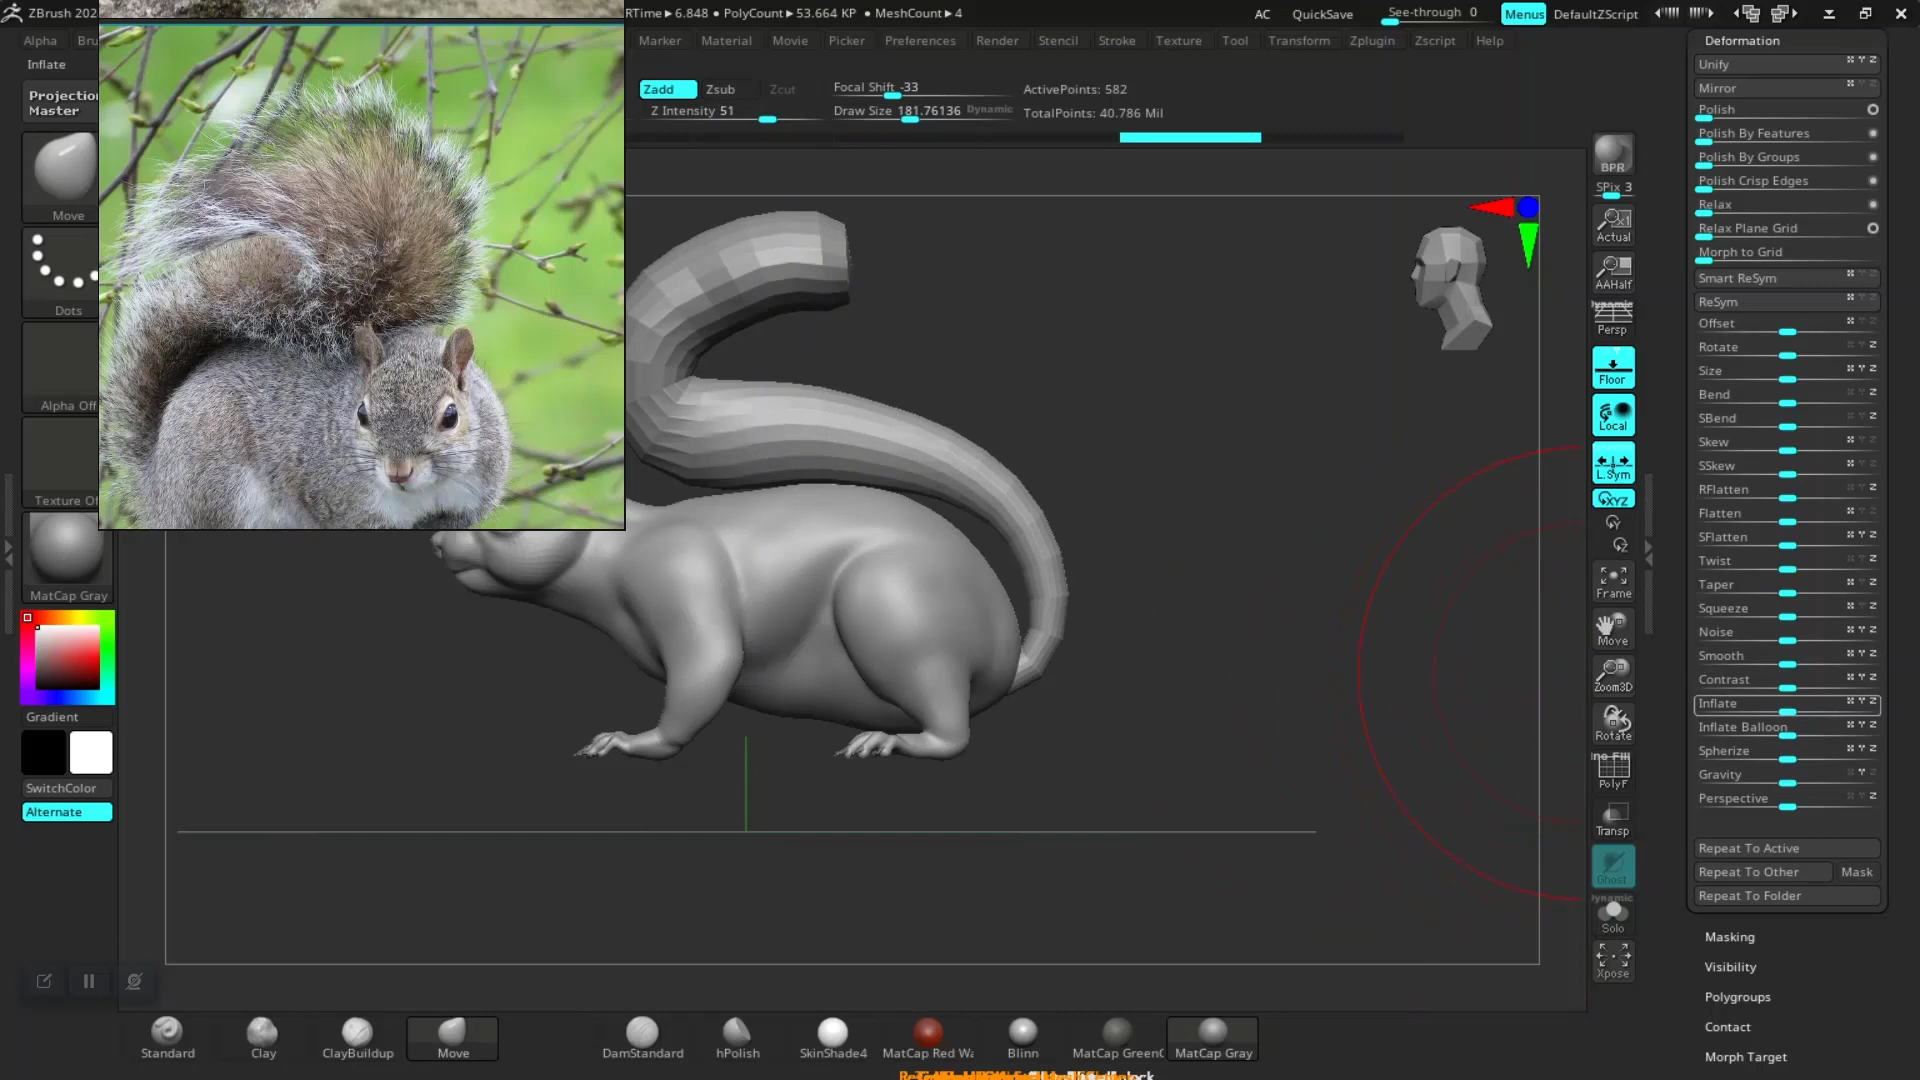 ZBrush 202
RTime▸6.848 • PolyCount▸53.664 KP • MeshCount▸4
AC
QuickSave
See-through 0
Menus
DefaultZScript
Alpha
Bru
Marker
Material
Movie
Picker
Preferences
Render
Stencil
Stroke
Texture
Tool
Transform
Zplugin
Zscript
Help
Inflate
Projection
Master
Zadd
Zsub
Zcut
Z Intensity 51
Focal Shift -33
Draw Size 181.76136
Dynamic
ActivePoints: 582
TotalPoints: 40.786 Mil
Move
Dots
Alpha Off
Texture Of
MatCap Gray
Gradient
SwitchColor
Alternate
BPR
SPix 3
Actual
AAHalf
Dynamic
Persp
Floor
Local
L.Sym
XYZ
Y
Z
Frame
Move
Zoom3D
Rotate
PolyF
Transp
Ghost
Dynamic
Solo
Xpose
Deformation
Unify
Mirror
Polish
Polish By Features
Polish By Groups
Polish Crisp Edges
Relax
Relax Plane Grid
Morph to Grid
Smart ReSym
ReSym
Offset
Rotate
Size
Bend
SBend
Skew
SSkew
RFlatten
Flatten
SFlatten
Twist
Taper
Squeeze
Noise
Smooth
Contrast
Inflate
Inflate Balloon
Spherize
Gravity
Perspective
Repeat To Active
Repeat To Other
Mask
Repeat To Folder
Masking
Visibility
Polygroups
Contact
Morph Target
Standard
Clay
ClayBuildup
Move
DamStandard
hPolish
SkinShade4
MatCap Red Wa
Blinn
MatCap GreenC
MatCap Gray